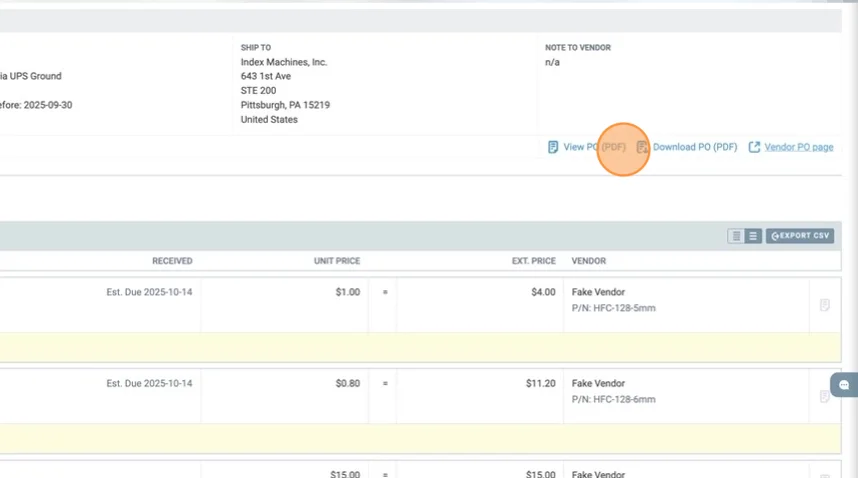 SHIP TO
NOTE TO VENDOR
Index Machines, Inc.
n/a
ia UPS Ground
643 1st Ave
STE 200
efore: 2025-09-30
Pittsburgh, PA 15219
United States
View PO (PDF)
Download PO (PDF)
Vendor PO page
EXPORT CSV
RECEIVED
UNIT PRICE
EXT. PRICE
VENDOR
Est. Due 2025-10-14
$1.00
=
$4.00
Fake Vendor
P/N: HFC-128-5mm
Est. Due 2025-10-14
$0.80
=
$11.20
Fake Vendor
P/N: HFC-128-6mm
$15.00
=
$15.00
Fake Vendor